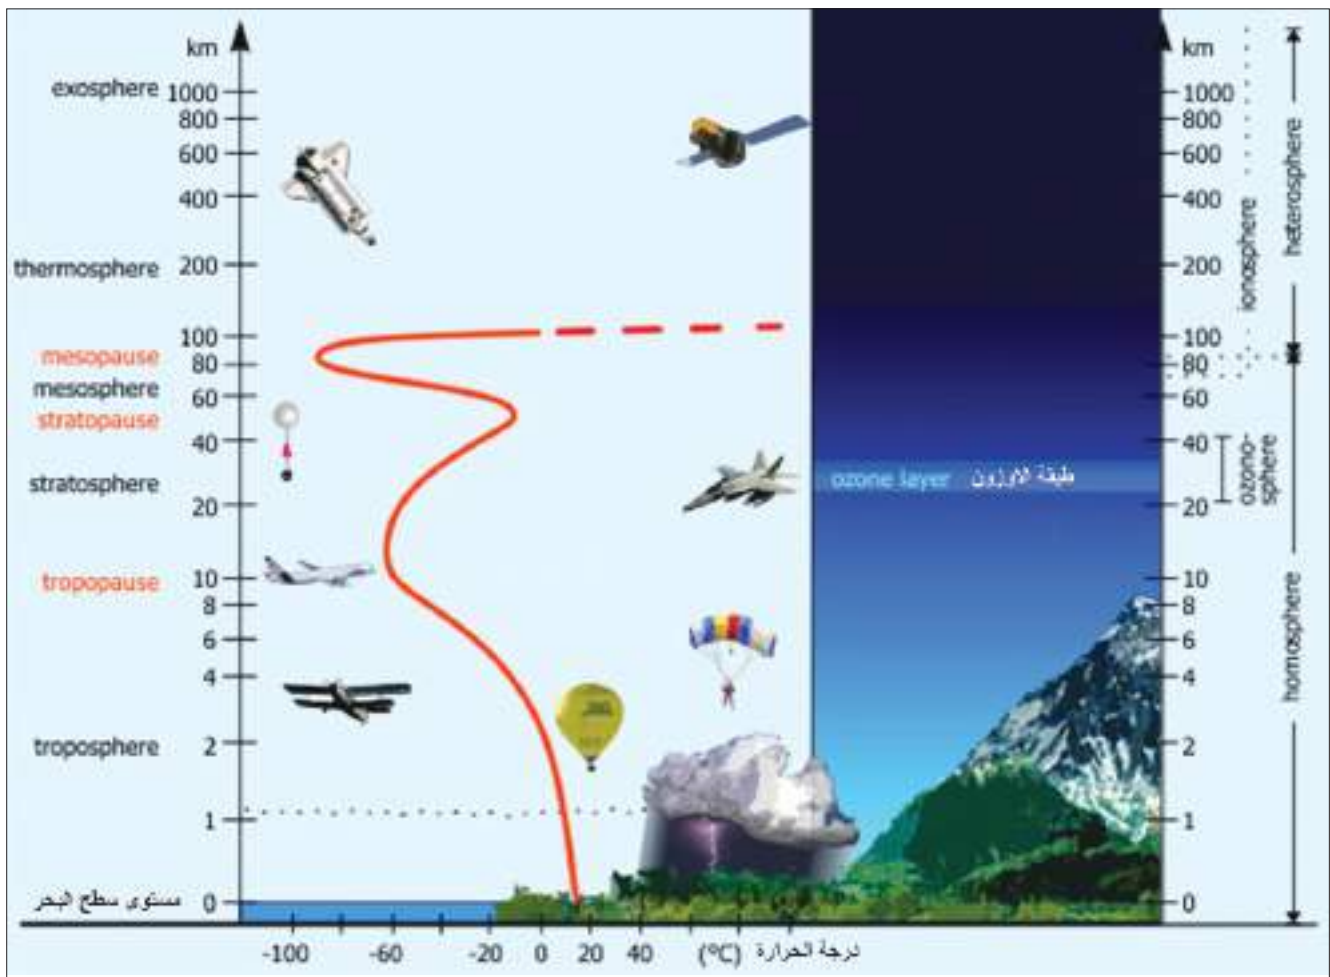 km
exosphere 1000
800
600
400
thermosphere 200
100
mesopause
80
mesosphere
60
stratopause
40
stratosphere
20
tropopause 10
8
6
4
troposphere 2
1
مستوى سطح البحر 0
-100 -60 -20 0 20 40 (°C) درجة الحرارة
ozone layer طبقة الاوزون
km
1000
800
600
400
200
100
80
60
40
20
10
8
6
4
2
1
0
ionosphere
ozono-
sphere
heterosphere
homosphere